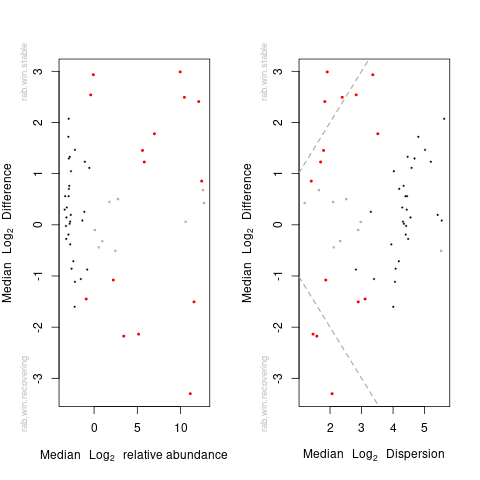 rab.win.stable
rab.win.recovering
Median Log2 Difference
3
2
1
0
-1
-2
-3
0
5
10
Median Log2 relative abundance
rab.win.stable
rab.win.recovering
Median Log2 Difference
3
2
1
0
-1
-2
-3
2
3
4
5
Median Log2 Dispersion